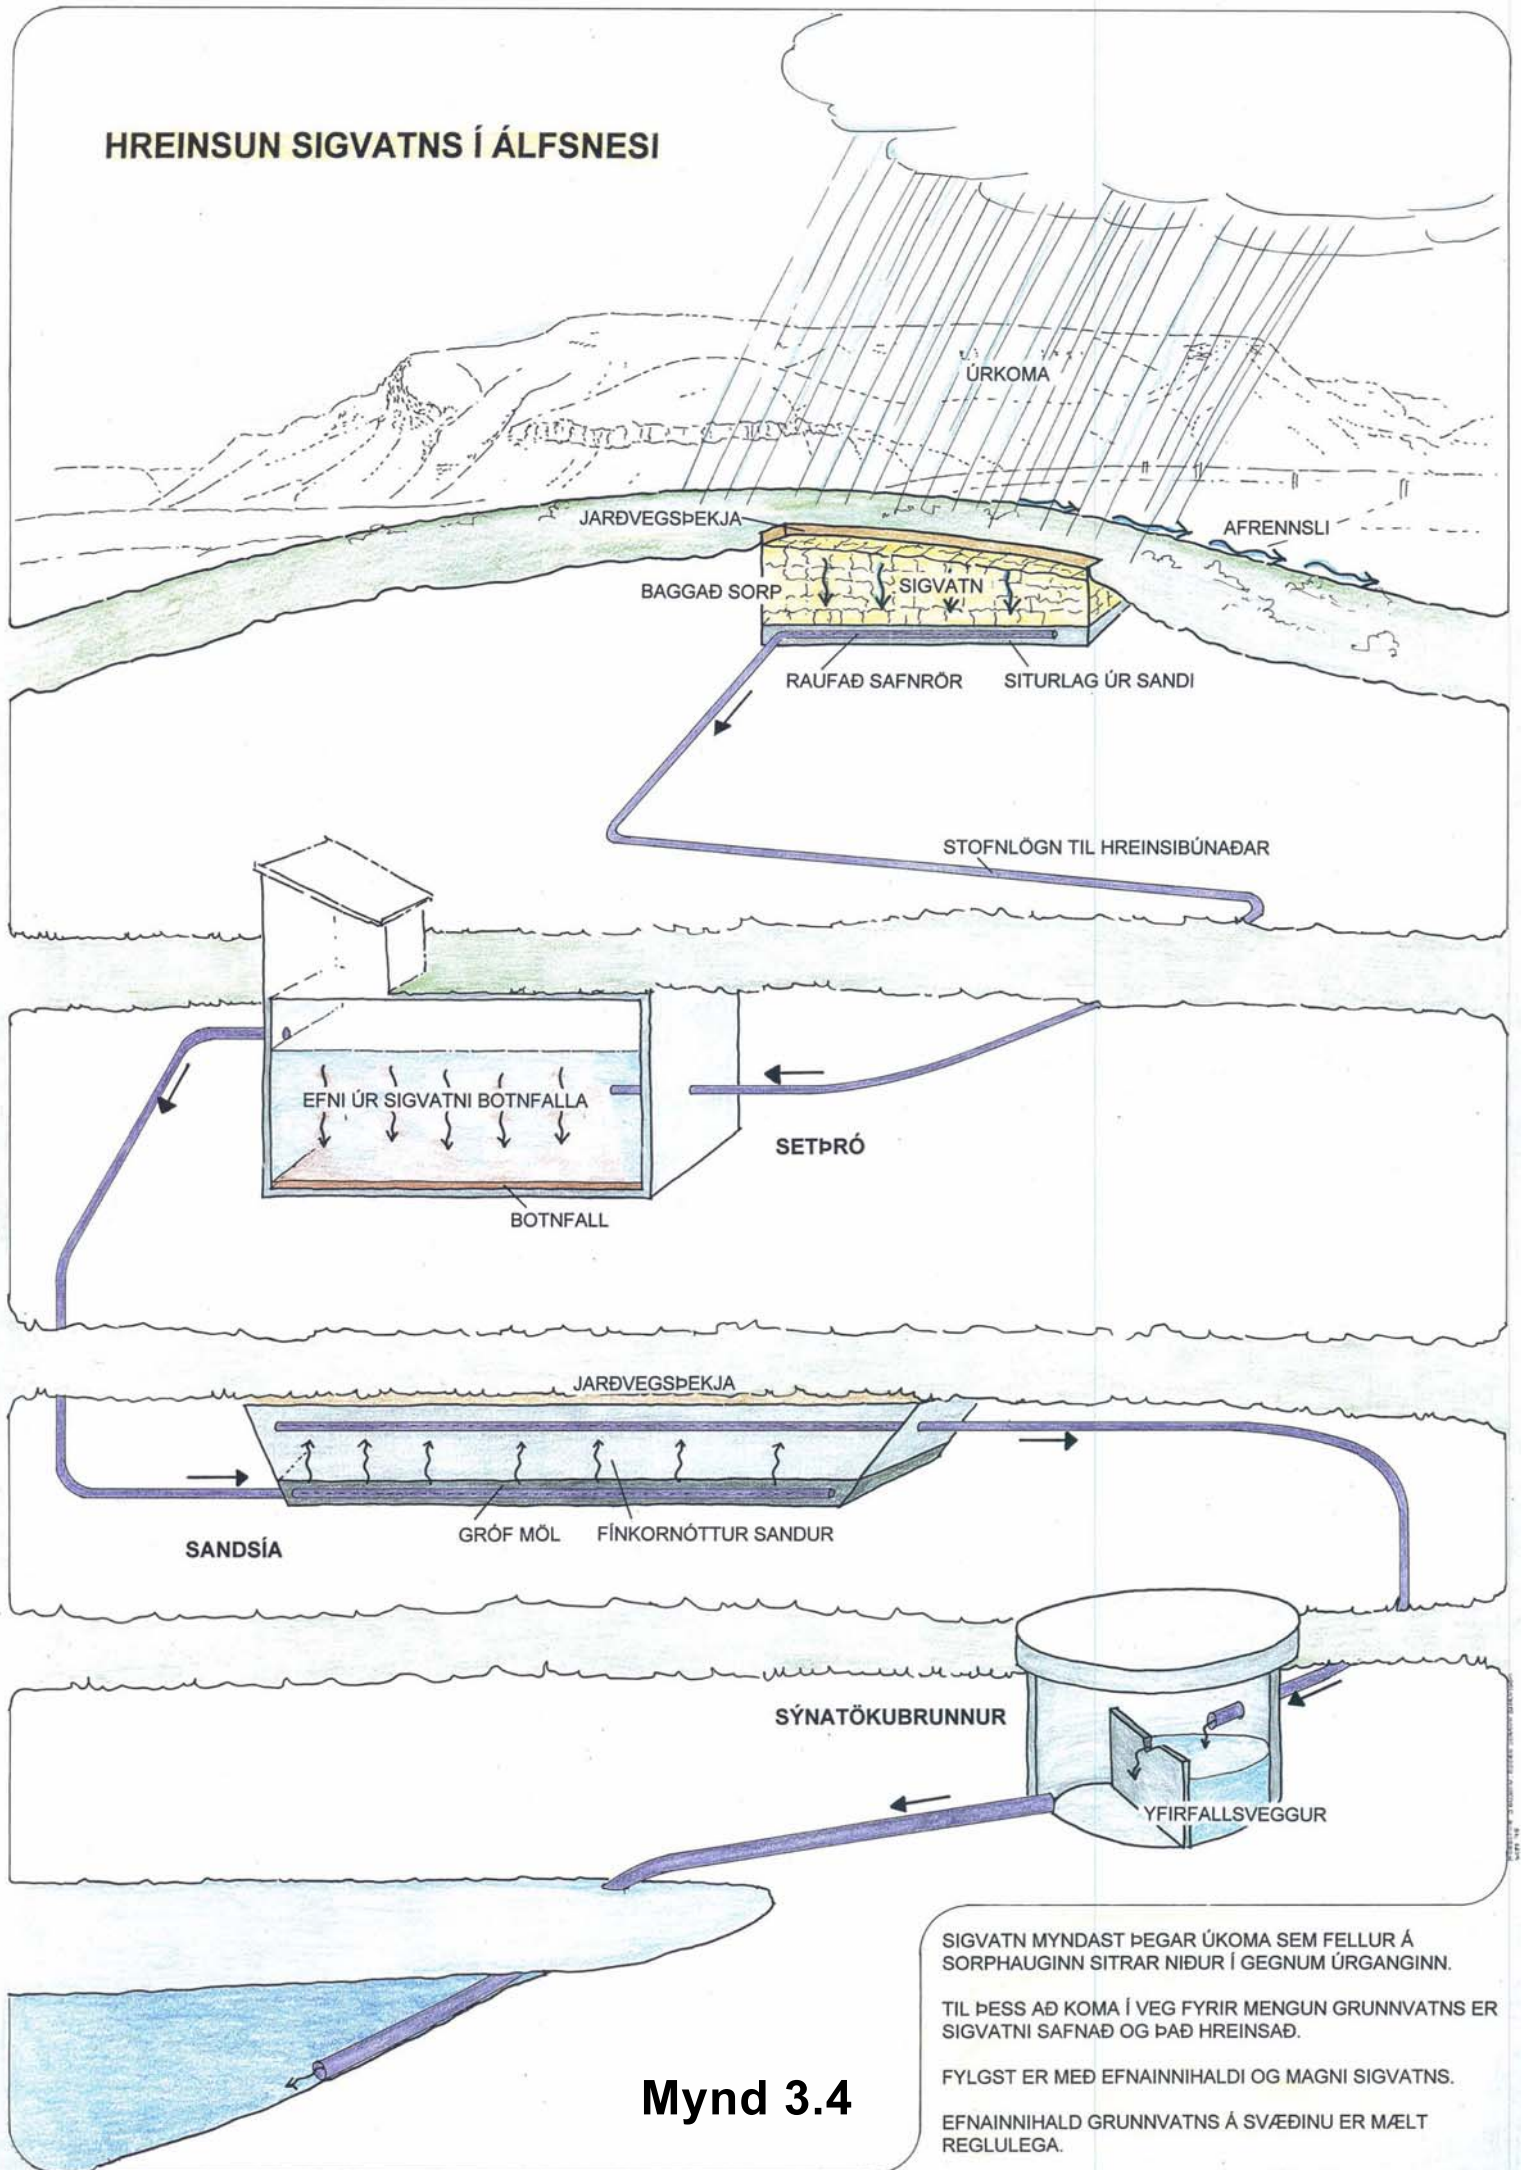 HREINSUN SIGVATNS Í ÁLFSNESI
ÚRKOMA
JARÐVEGSÞEKJA
AFRENNSLI
BAGGAÐ SORP
SIGVATN
RAUFAÐ SAFNRÖR
SITURLAG ÚR SANDI
STOFNLÖGN TIL HREINSIBÚNAÐAR
EFNI ÚR SIGVATNI BOTNFALLA
SETÞRÓ
BOTNFALL
JARÐVEGSÞEKJA
GRÓF MÖL
FÍNKORNÓTTUR SANDUR
SANDSÍA
SÝNATÖKUBRUNNUR
YFIRFALLSVEGGUR
SIGVATN MYNDAST ÞEGAR ÚKOMA SEM FELLUR Á
SORPHAUGINN SITRAR NIÐUR Í GEGNUM ÚRGANGINN.
TIL ÞESS AÐ KOMA Í VEG FYRIR MENGUN GRUNNVATNS ER
SIGVATNI SAFNAÐ OG ÞAÐ HREINSAÐ.
FYLGST ER MEÐ EFNAINNIHALDI OG MAGNI SIGVATNS.
EFNAINNIHALD GRUNNVATNS Á SVÆÐINU ER MÆLT
REGLULEGA.
Mynd 3.4